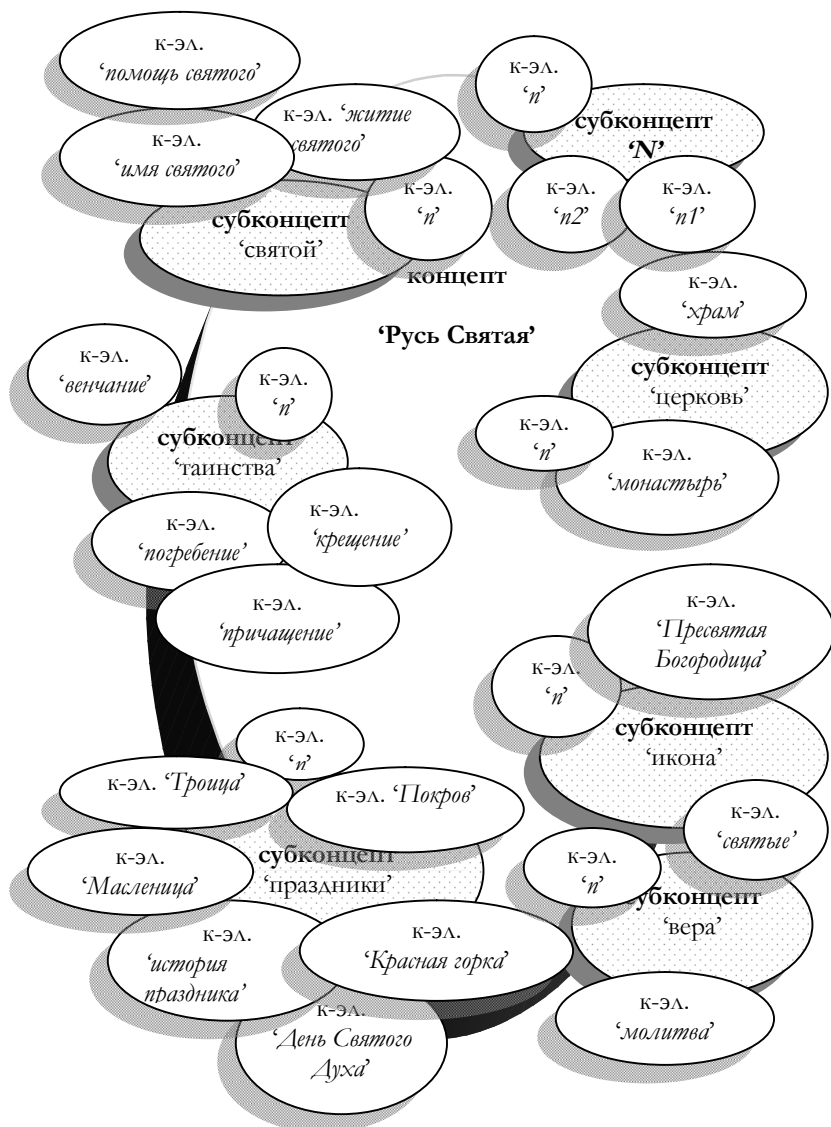 к-эл.
‘помощь святого’
к-эл. ‘житие
святого’
к-эл.
‘имя святого’
к-эл.
‘n’
субконцепт
‘святой’
к-эл.
‘n’
субконцепт
‘N’
к-эл.
‘n2’
к-эл.
‘n1’
концепт
‘Русь Святая’
к-эл.
‘храм’
субконцепт
‘церковь’
к-эл.
‘n’
к-эл.
‘монастырь’
к-эл.
‘венчание’
к-эл.
‘n’
субконцепт
‘таинства’
к-эл.
‘погребение’
к-эл.
‘крещение’
к-эл.
‘причащение’
к-эл.
‘Пресвятая
Богородица’
к-эл.
‘n’
субконцепт
‘икона’
к-эл.
‘святые’
к-эл.
‘n’
к-эл. ‘Троица’
к-эл. ‘Покров’
субконцепт
‘праздники’
к-эл.
‘Масленица’
к-эл.
‘история
праздника’
к-эл.
‘Красная горка’
к-эл.
‘День Святого
Духа’
к-эл.
‘n’
субконцепт
‘вера’
к-эл.
‘молитва’